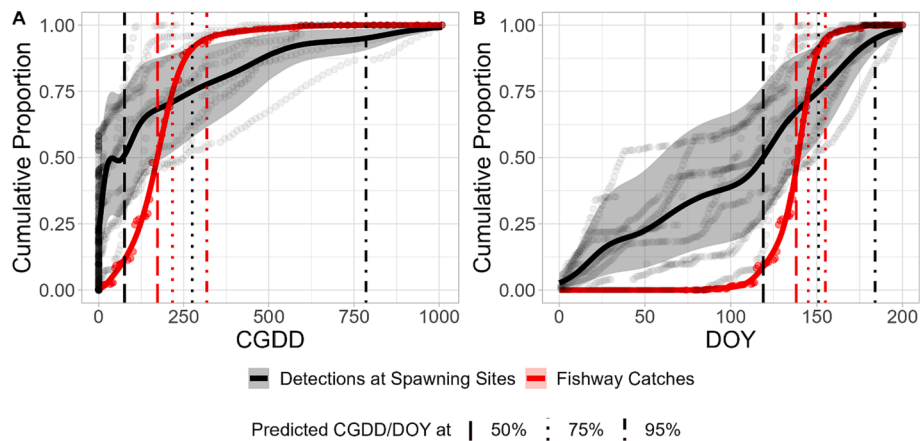 A
B
Cumulative Proportion
1.00
0.75
0.50
0.25
0.00
0 250 500 750 1000
CGDD
Cumulative Proportion
1.00
0.75
0.50
0.25
0.00
0 50 100 150 200
DOY
Detections at Spawning Sites Fishway Catches
Predicted CGDD/DOY at 50% 75% 95%